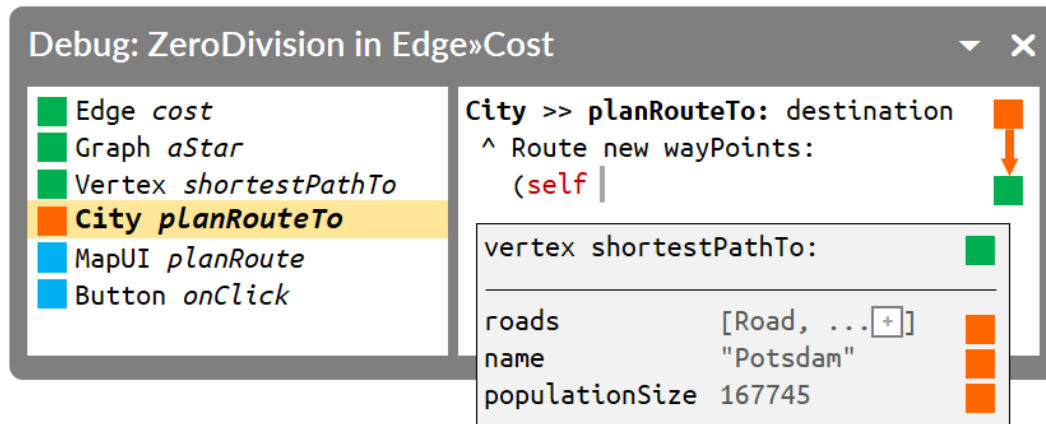 Debug: ZeroDivision in Edge»Cost
Edge cost
Graph aStar
Vertex shortestPathTo
City planRouteTo
MapUI planRoute
Button onClick
City >> planRouteTo: destination
^ Route new wayPoints:
(self
vertex shortestPathTo:
roads [Road, ...+]
name "Potsdam"
populationSize 167745